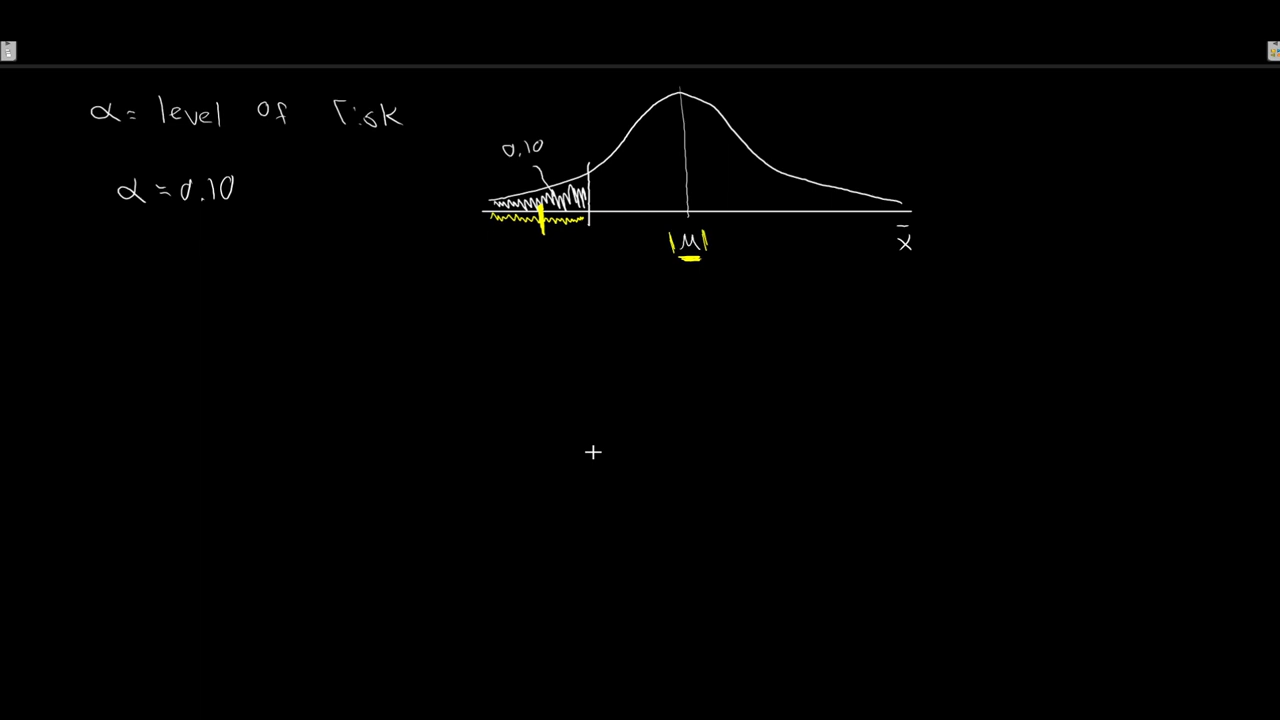 α = level of risk
α = 0.10
0.10
μ
x̄